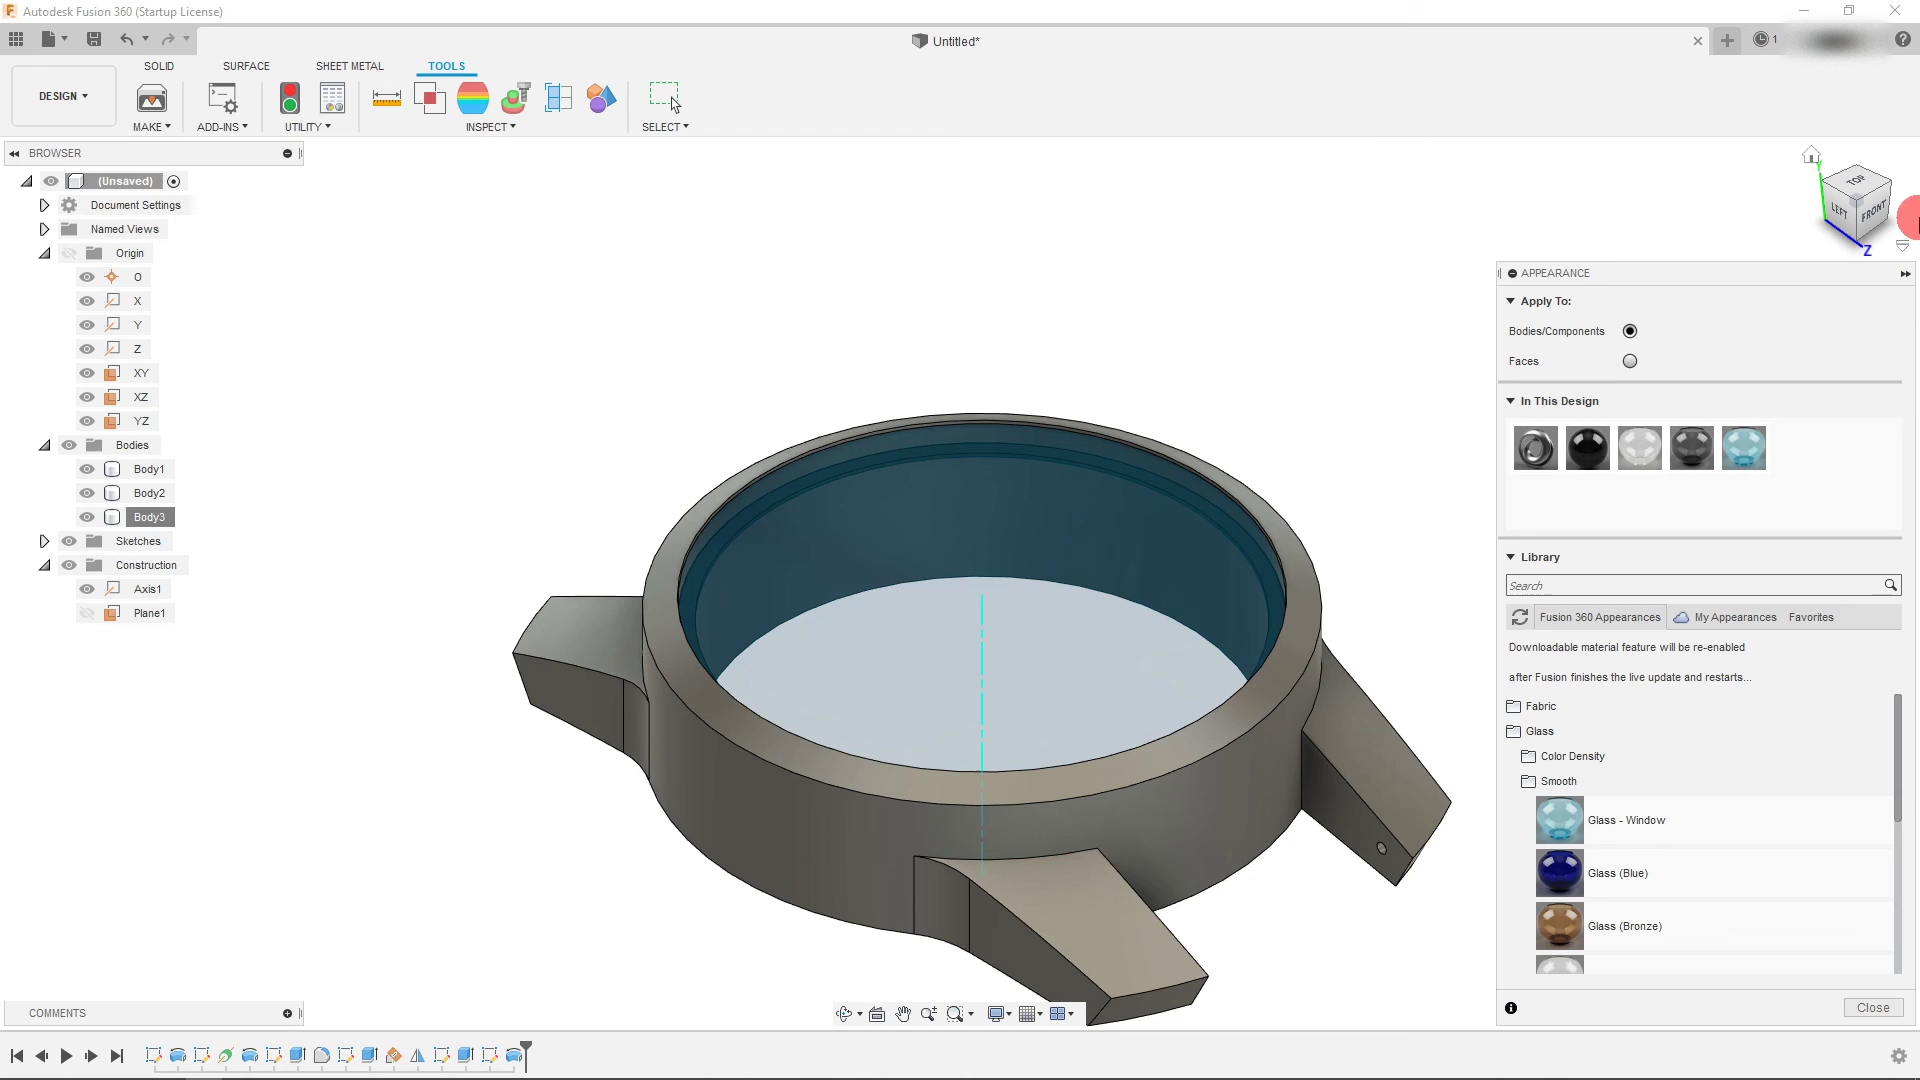 Autodesk Fusion 360 (Startup License)
Untitled*
1
SOLID
SURFACE
SHEET METAL
TOOLS
DESIGN
MAKE
ADD-INS
UTILITY
INSPECT
SELECT
BROWSER
(Unsaved)
Document Settings
Named Views
Origin
O
X
Y
Z
XY
XZ
YZ
Bodies
Body1
Body2
Body3
Sketches
Construction
Axis1
Plane1
TOP
LEFT
FRONT
Y
Z
APPEARANCE
Apply To:
Bodies/Components
Faces
In This Design
Library
Search
Fusion 360 Appearances
My Appearances
Favorites
Downloadable material feature will be re-enabled
after Fusion finishes the live update and restarts...
Fabric
Glass
Color Density
Smooth
Glass - Window
Glass (Blue)
Glass (Bronze)
Close
COMMENTS